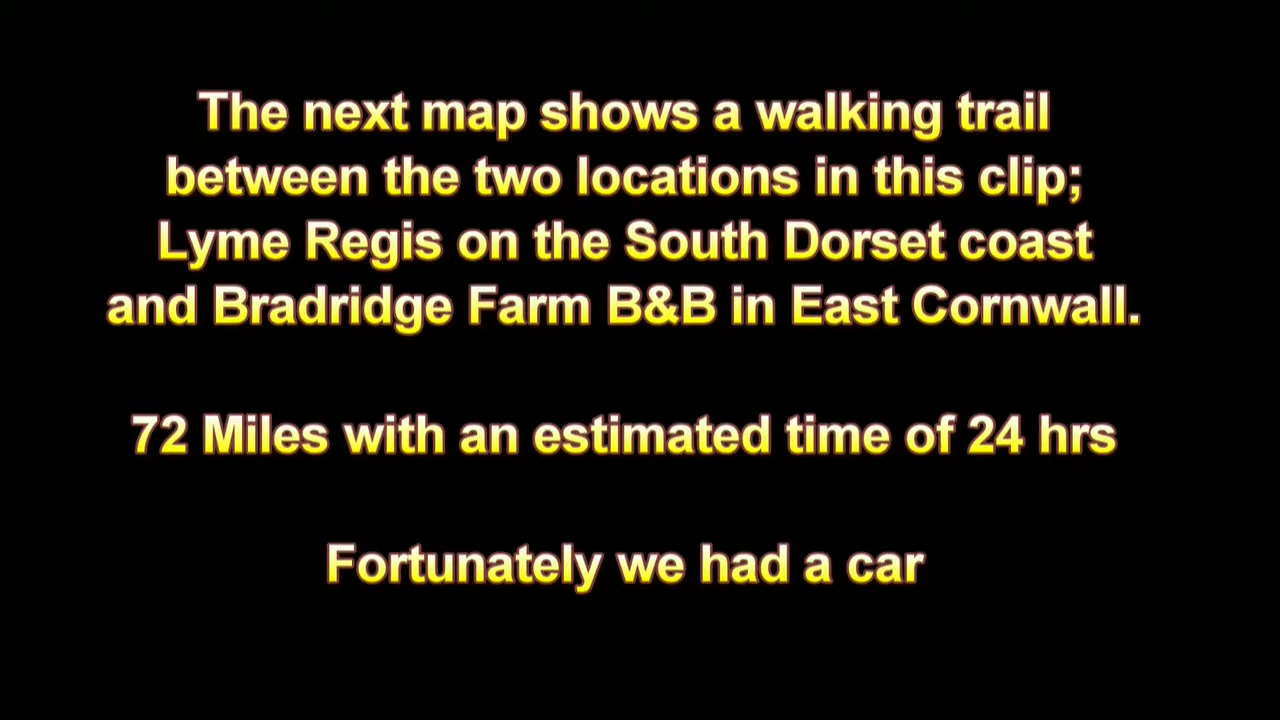 The next map shows a walking trail
between the two locations in this clip;
Lyme Regis on the South Dorset coast
and Bradridge Farm B&B in East Cornwall.
72 Miles with an estimated time of 24 hrs
Fortunately we had a car